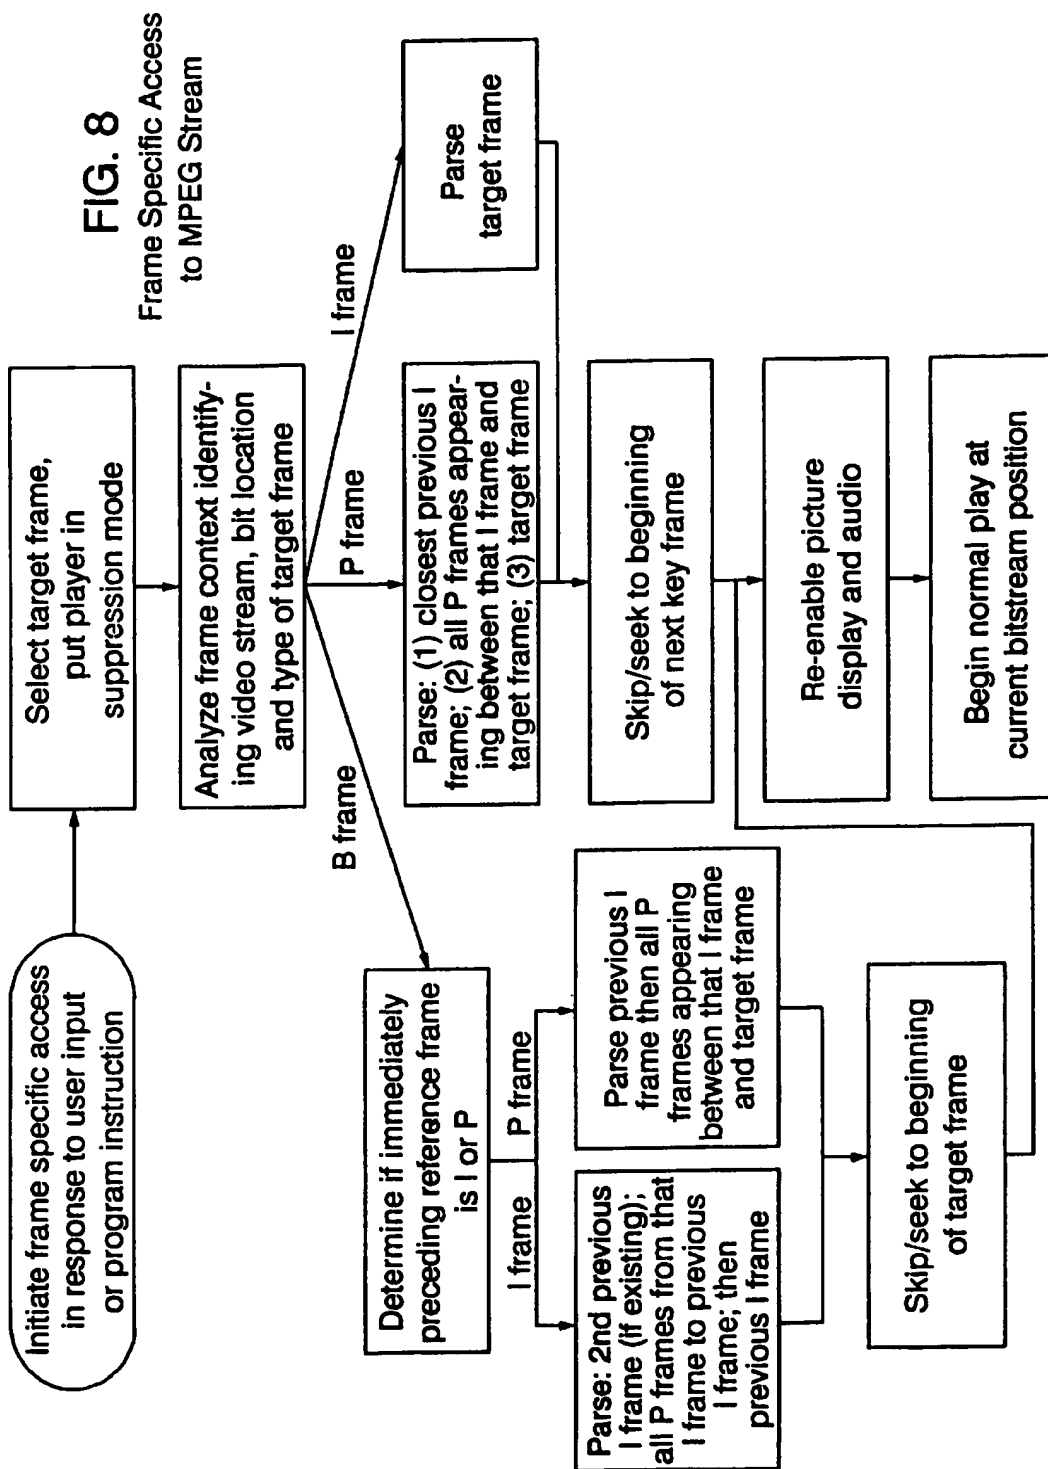 FIG. 8
Frame Specific Access
to MPEG Stream
Initiate frame specific access
in response to user input
or program instruction
Select target frame,
put player in
suppression mode
Analyze frame context identify-
ing video stream, bit location
and type of target frame
B frame
P frame
I frame
Determine if immediately
preceding reference frame
is I or P
I frame
P frame
Parse: 2nd previous
I frame (if existing);
all P frames from that
I frame to previous
I frame; then
previous I frame
Parse previous I
frame then all P
frames appearing
between that I frame
and target frame
Skip/seek to beginning
of target frame
Parse: (1) closest previous I
frame; (2) all P frames appear-
ing between that I frame and
target frame; (3) target frame
Parse
target frame
Skip/seek to beginning
of next key frame
Re-enable picture
display and audio
Begin normal play at
current bitstream position